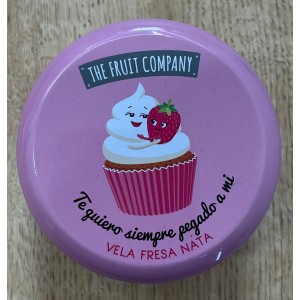 THE FRUIT COMPANY
Te quiero siempre pegado a mi
VELA FRESA NATA